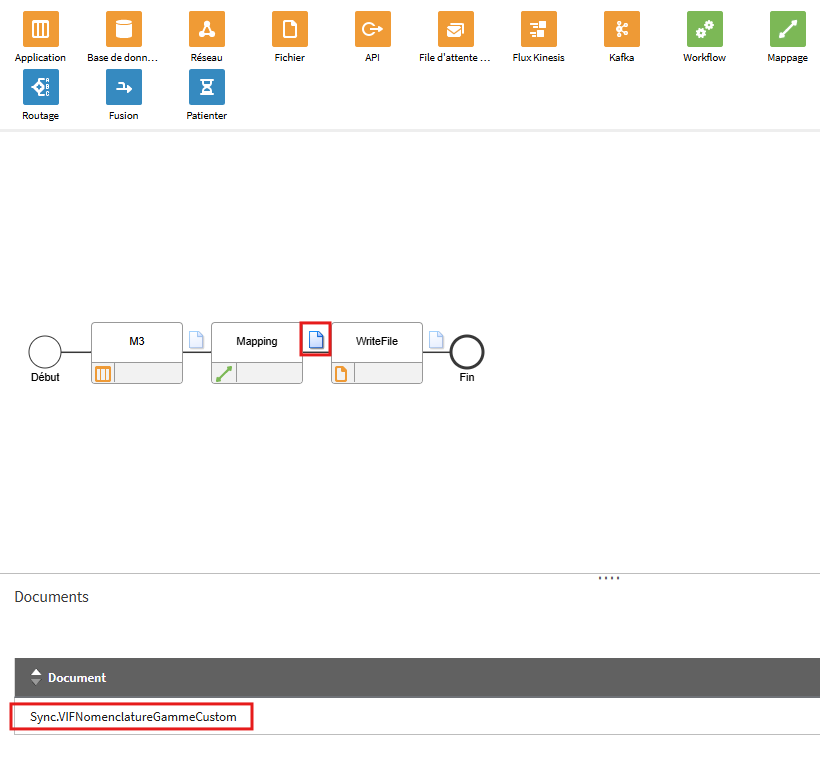 Application Base de donn... Réseau Fichier API File d'attente ... Flux Kinesis Kafka Workflow Mappage
Routage Fusion Patienter
M3 Mapping WriteFile
Début Fin
Documents
Document
Sync.VIFNomenclatureGammeCustom